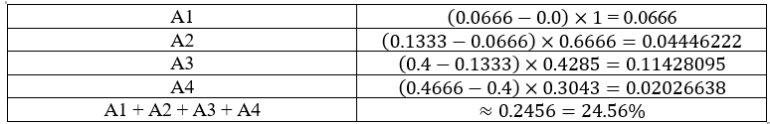 A1 (0.0666 − 0.0) × 1 = 0.0666
A2 (0.1333 − 0.0666) × 0.6666 = 0.04446222
A3 (0.4 − 0.1333) × 0.4285 = 0.11428095
A4 (0.4666 − 0.4) × 0.3043 = 0.02026638
A1 + A2 + A3 + A4 ≈ 0.2456 = 24.56%